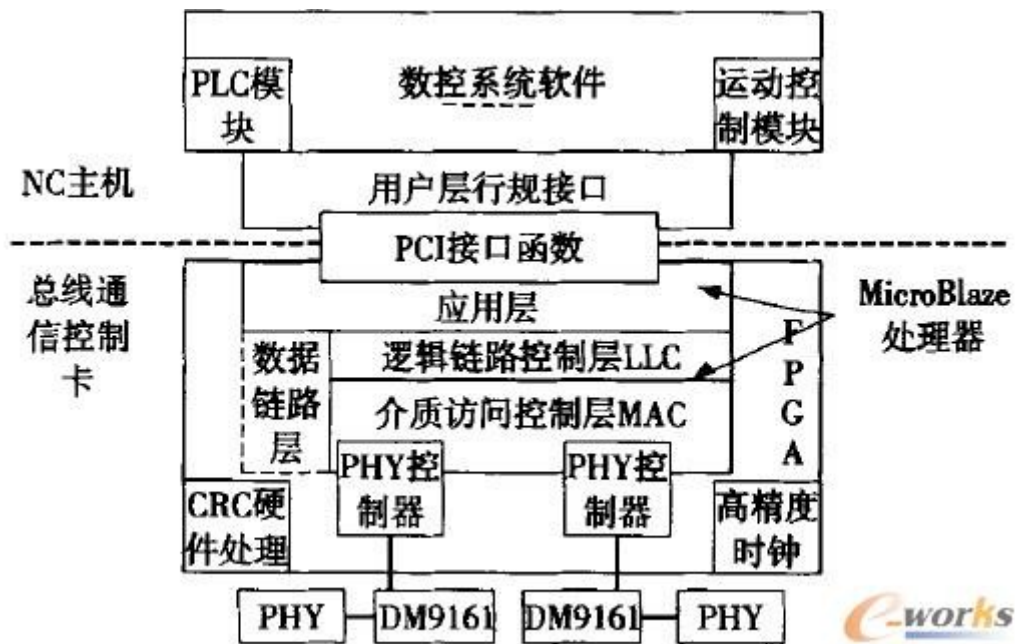 PLC模
块
数控系统软件
运动控
制模块
NC主机
用户层行规接口
PCI接口函数
总线通
信控制
卡
应用层
MicroBlaze
处理器
数据
链路
层
逻辑链路控制层LLC
介质访问控制层MAC
F
P
G
A
PHY控
制器
PHY控
制器
CRC硬
件处理
高精度
时钟
PHY
DM9161
DM9161
PHY
e-works